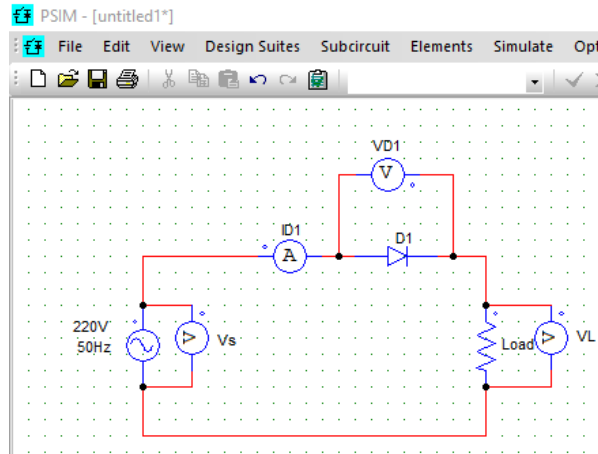 PSIM - [untitled1*]
File Edit View Design Suites Subcircuit Elements Simulate Opt
VD1
V
ID1
A
D1
220V
50Hz
V
Vs
Load
V
VL